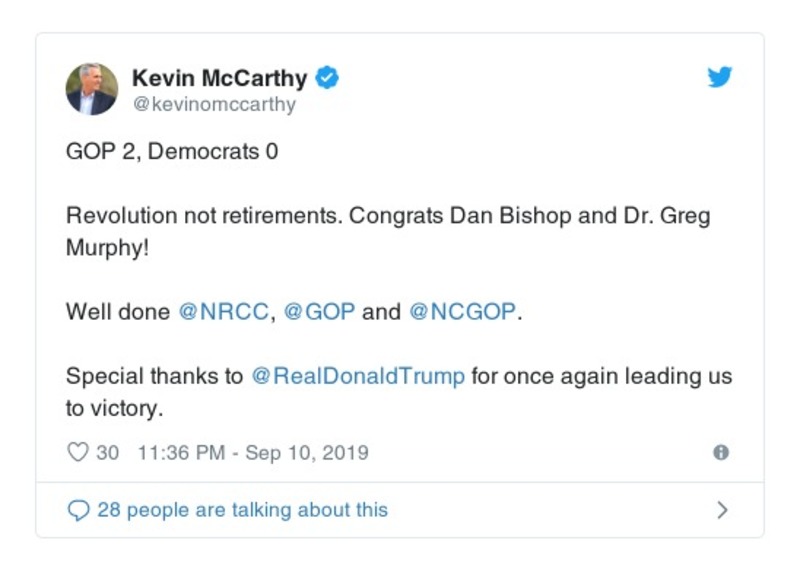 Kevin McCarthy
@kevinomccarthy
GOP 2, Democrats 0
Revolution not retirements. Congrats Dan Bishop and Dr. Greg
Murphy!
Well done @NRCC, @GOP and @NCGOP.
Special thanks to @RealDonaldTrump for once again leading us
to victory.
30 11:36 PM - Sep 10, 2019
28 people are talking about this